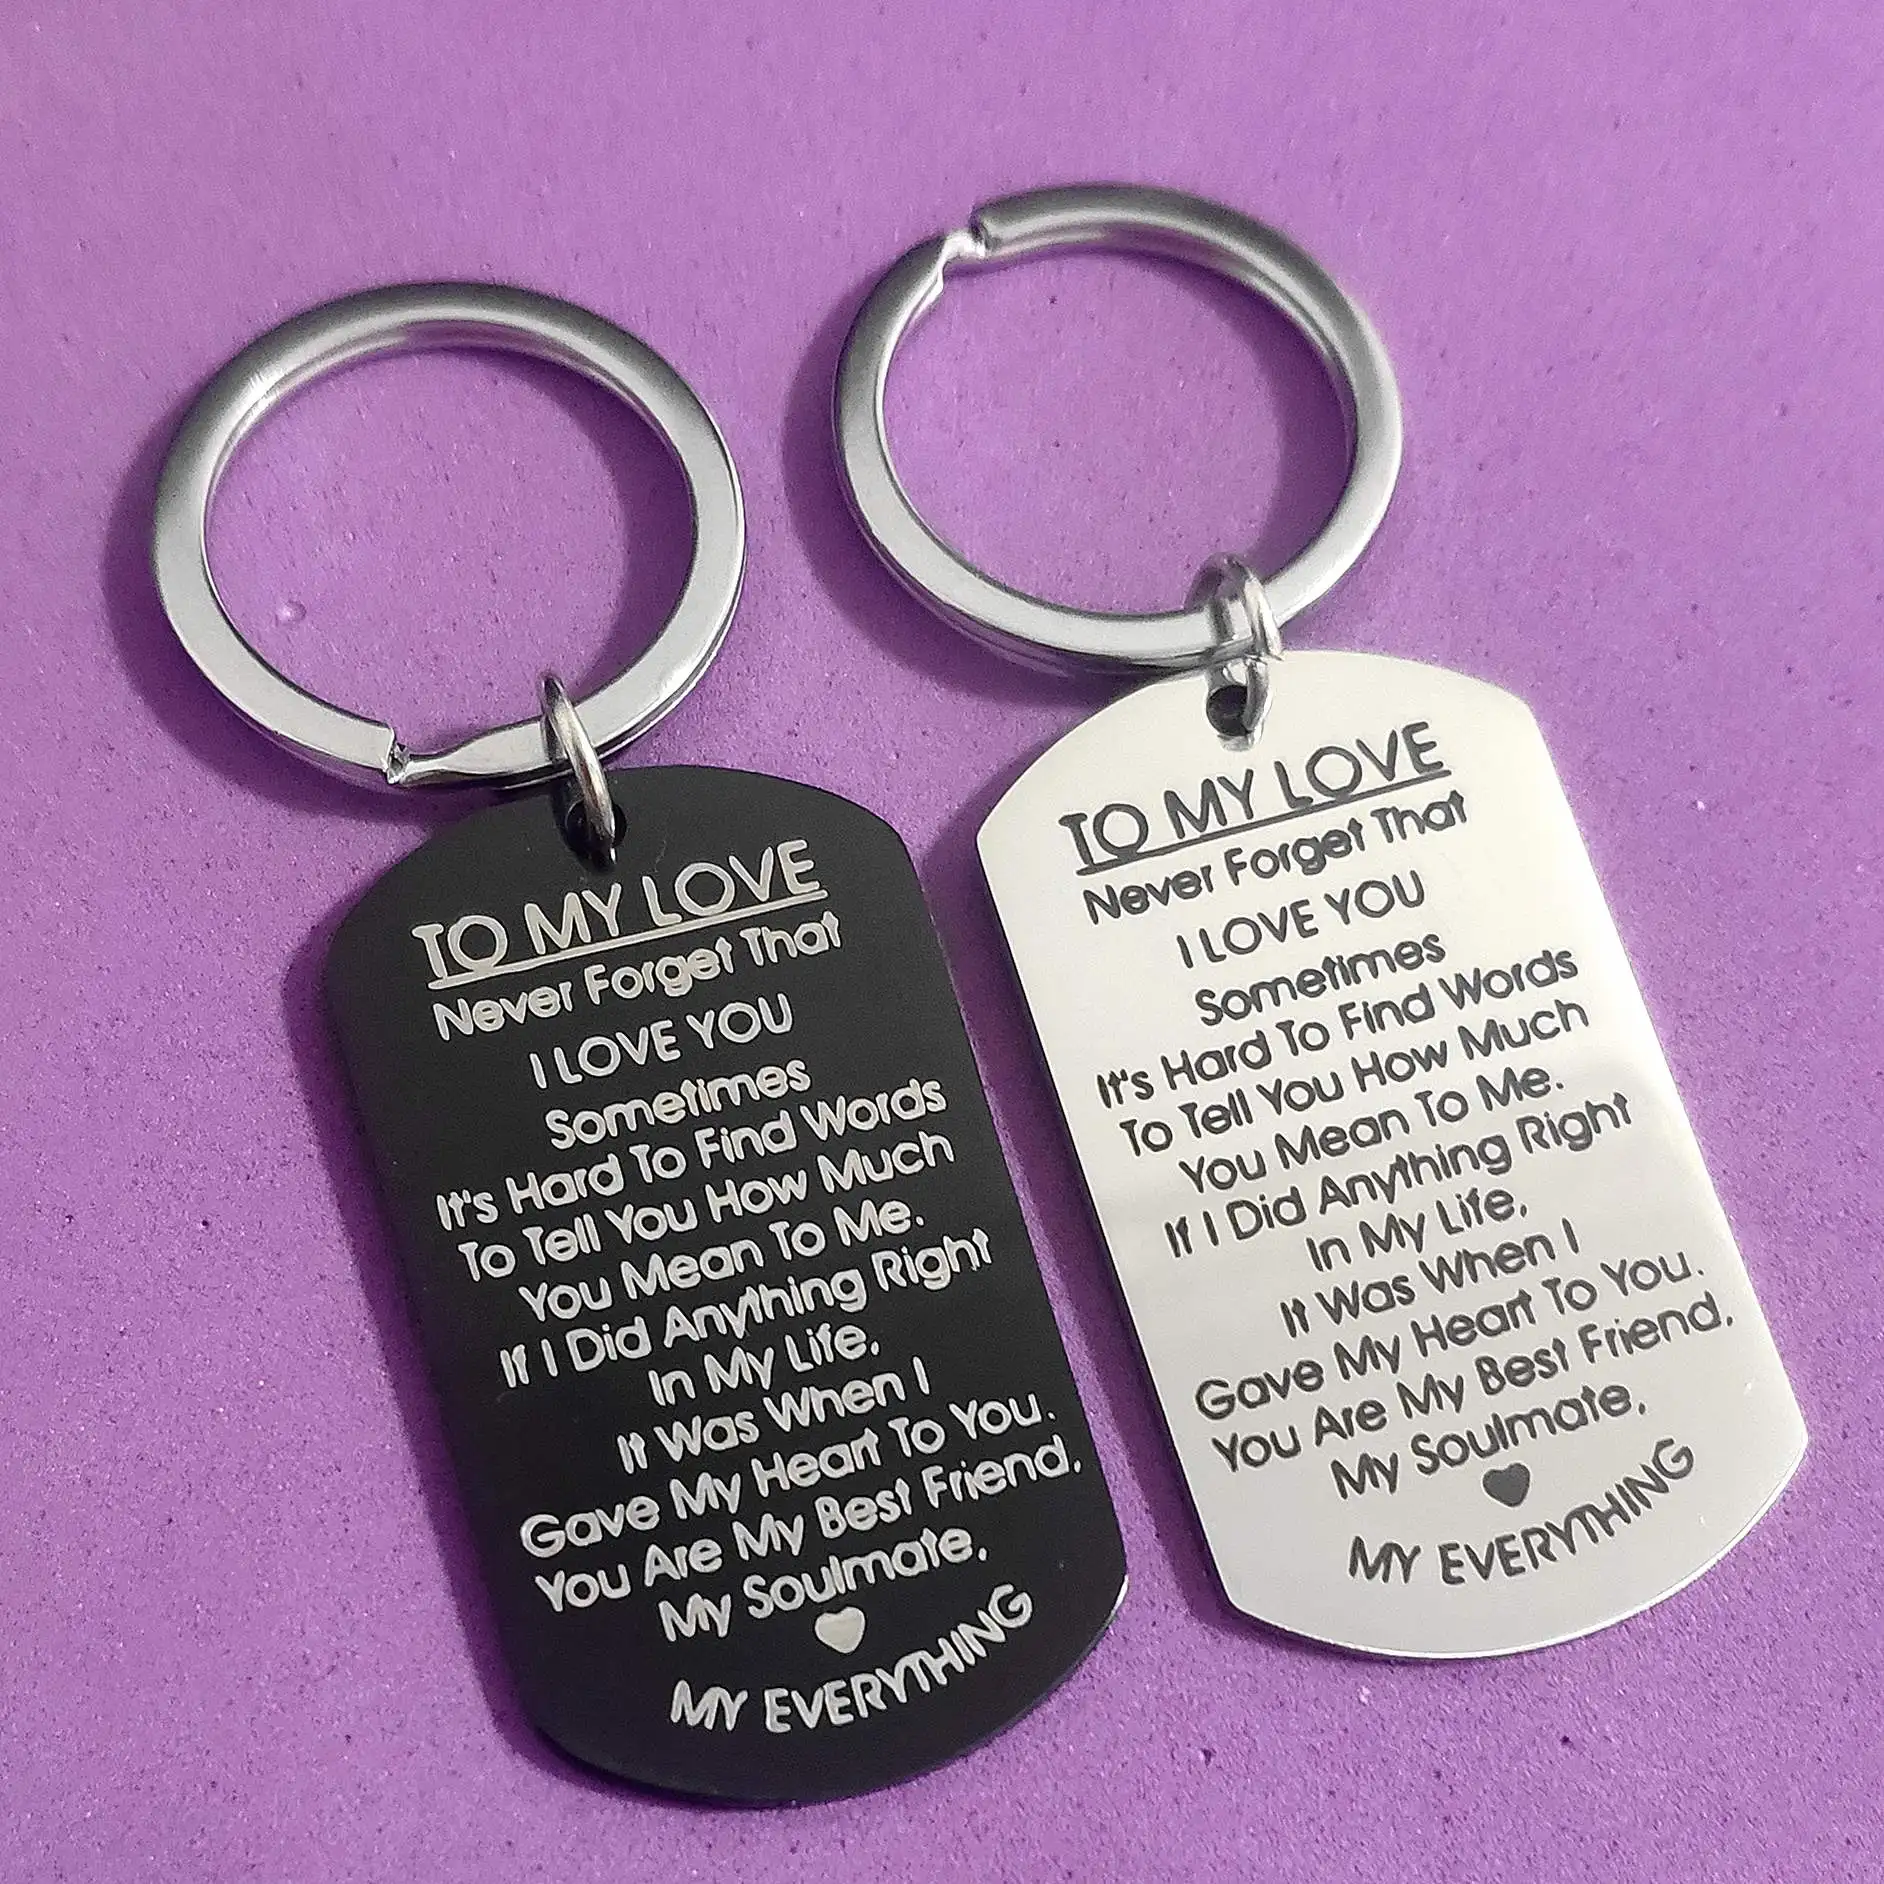 TO MY LOVE
Never Forget That
I LOVE YOU
Sometimes
It's Hard To Find Words
To Tell You How Much
You Mean To Me.
If I Did Anything Right
In My Life,
It Was When I
Gave My Heart To You.
You Are My Best Friend,
My Soulmate,
MY EVERYTHING
TO MY LOVE
Never Forget That
I LOVE YOU
Sometimes
It's Hard To Find Words
To Tell You How Much
You Mean To Me.
If I Did Anything Right
In My Life,
It Was When I
Gave My Heart To You.
You Are My Best Friend,
My Soulmate,
MY EVERYTHING